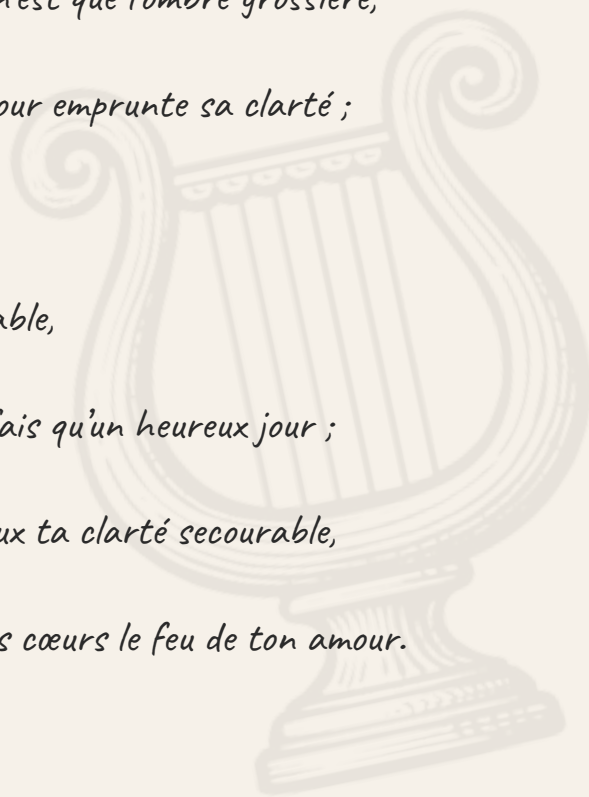 n'est que l'ombre grossière,
our emprunte sa clarté ;
able,
fais qu'un heureux jour ;
ux ta clarté secourable,
s cœurs le feu de ton amour.